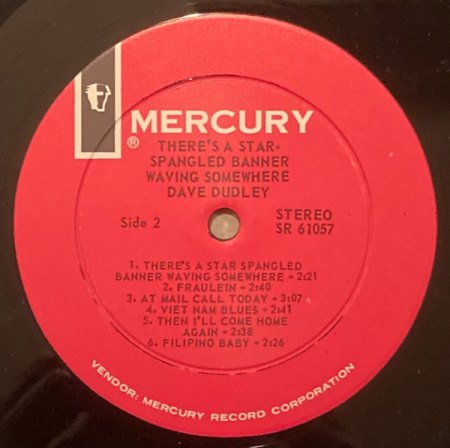 MERCURY
®
THERE'S A STAR-
SPANGLED BANNER
WAVING SOMEWHERE
DAVE DUDLEY
Side 2
STEREO
SR 61057
1. THERE'S A STAR SPANGLED
BANNER WAVING SOMEWHERE • 2:21
2. FRAULEIN • 2:40
3. AT MAIL CALL TODAY • 3:07
4. VIET NAM BLUES • 2:41
5. THEN I'LL COME HOME
AGAIN • 2:38
6. FILIPINO BABY • 2:26
VENDOR: MERCURY RECORD CORPORATION